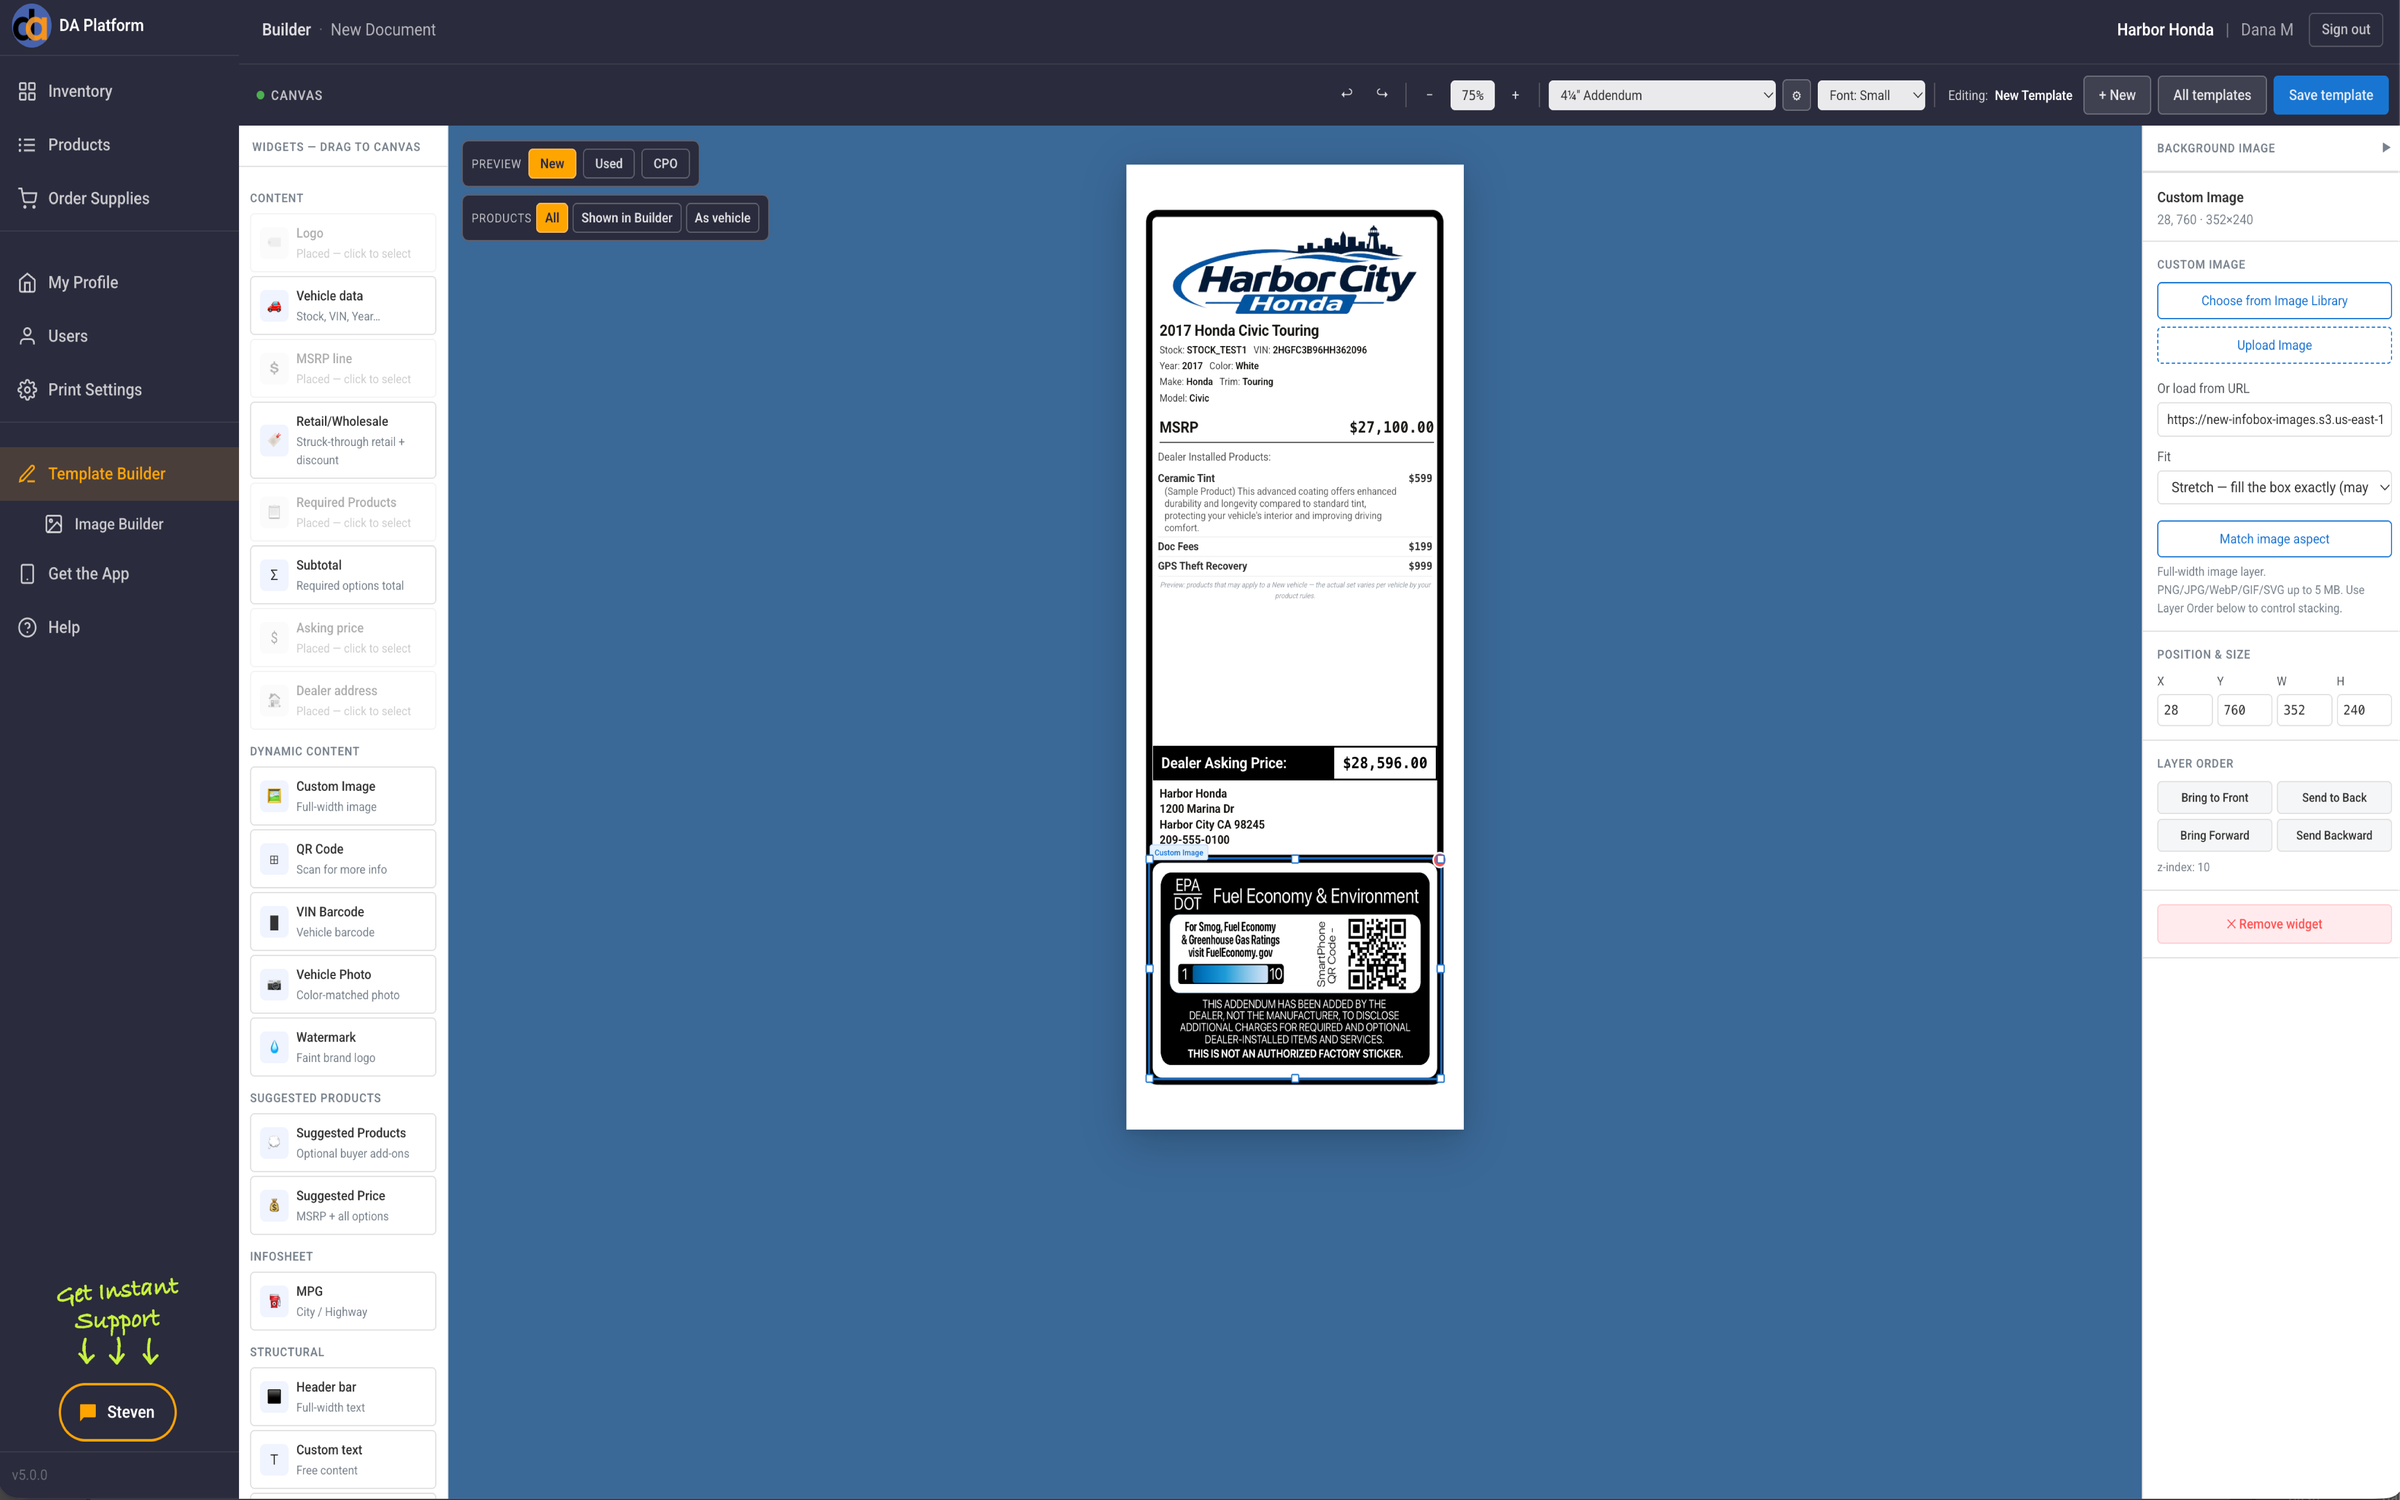 DA Platform
Builder · New Document
Harbor Honda | Dana M
Sign out
Inventory
Products
Order Supplies
My Profile
Users
Print Settings
Template Builder
Image Builder
Get the App
Help
Get Instant
Support
Steven
v5.0.0
CANVAS
75%
4¼" Addendum
Font: Small
Editing: New Template
+ New
All templates
Save template
WIDGETS — DRAG TO CANVAS
CONTENT
Logo
Placed — click to select
Vehicle data
Stock, VIN, Year...
MSRP line
Placed — click to select
Retail/Wholesale
Struck-through retail +
discount
Required Products
Placed — click to select
Subtotal
Required options total
Asking price
Placed — click to select
Dealer address
Placed — click to select
DYNAMIC CONTENT
Custom Image
Full-width image
QR Code
Scan for more info
VIN Barcode
Vehicle barcode
Vehicle Photo
Color-matched photo
Watermark
Faint brand logo
SUGGESTED PRODUCTS
Suggested Products
Optional buyer add-ons
Suggested Price
MSRP + all options
INFOSHEET
MPG
City / Highway
STRUCTURAL
Header bar
Full-width text
Custom text
Free content
PREVIEW
New
Used
CPO
PRODUCTS
All
Shown in Builder
As vehicle
Harbor City
Honda
2017 Honda Civic Touring
Stock: STOCK_TEST1 VIN: 2HGFC3B96HH362096
Year: 2017 Color: White
Make: Honda Trim: Touring
Model: Civic
MSRP $27,100.00
Dealer Installed Products:
Ceramic Tint $599
(Sample Product) This advanced coating offers enhanced
durability and longevity compared to standard tint,
protecting your vehicle's interior and improving driving
comfort.
Doc Fees $199
GPS Theft Recovery $999
Preview: products that may apply to a New vehicle — the actual set varies per vehicle by your
product rules.
Dealer Asking Price: $28,596.00
Harbor Honda
1200 Marina Dr
Harbor City CA 98245
209-555-0100
Custom Image
EPA
DOT
Fuel Economy & Environment
For Smog, Fuel Economy
& Greenhouse Gas Ratings
visit FuelEconomy.gov
1 10
SmartPhone
QR Code -
THIS ADDENDUM HAS BEEN ADDED BY THE
DEALER, NOT THE MANUFACTURER, TO DISCLOSE
ADDITIONAL CHARGES FOR REQUIRED AND OPTIONAL
DEALER-INSTALLED ITEMS AND SERVICES.
THIS IS NOT AN AUTHORIZED FACTORY STICKER.
BACKGROUND IMAGE
Custom Image
28, 760 · 352×240
CUSTOM IMAGE
Choose from Image Library
Upload Image
Or load from URL
https://new-infobox-images.s3.us-east-1
Fit
Stretch — fill the box exactly (may
Match image aspect
Full-width image layer.
PNG/JPG/WebP/GIF/SVG up to 5 MB. Use
Layer Order below to control stacking.
POSITION & SIZE
X Y W H
28 760 352 240
LAYER ORDER
Bring to Front
Send to Back
Bring Forward
Send Backward
z-index: 10
× Remove widget